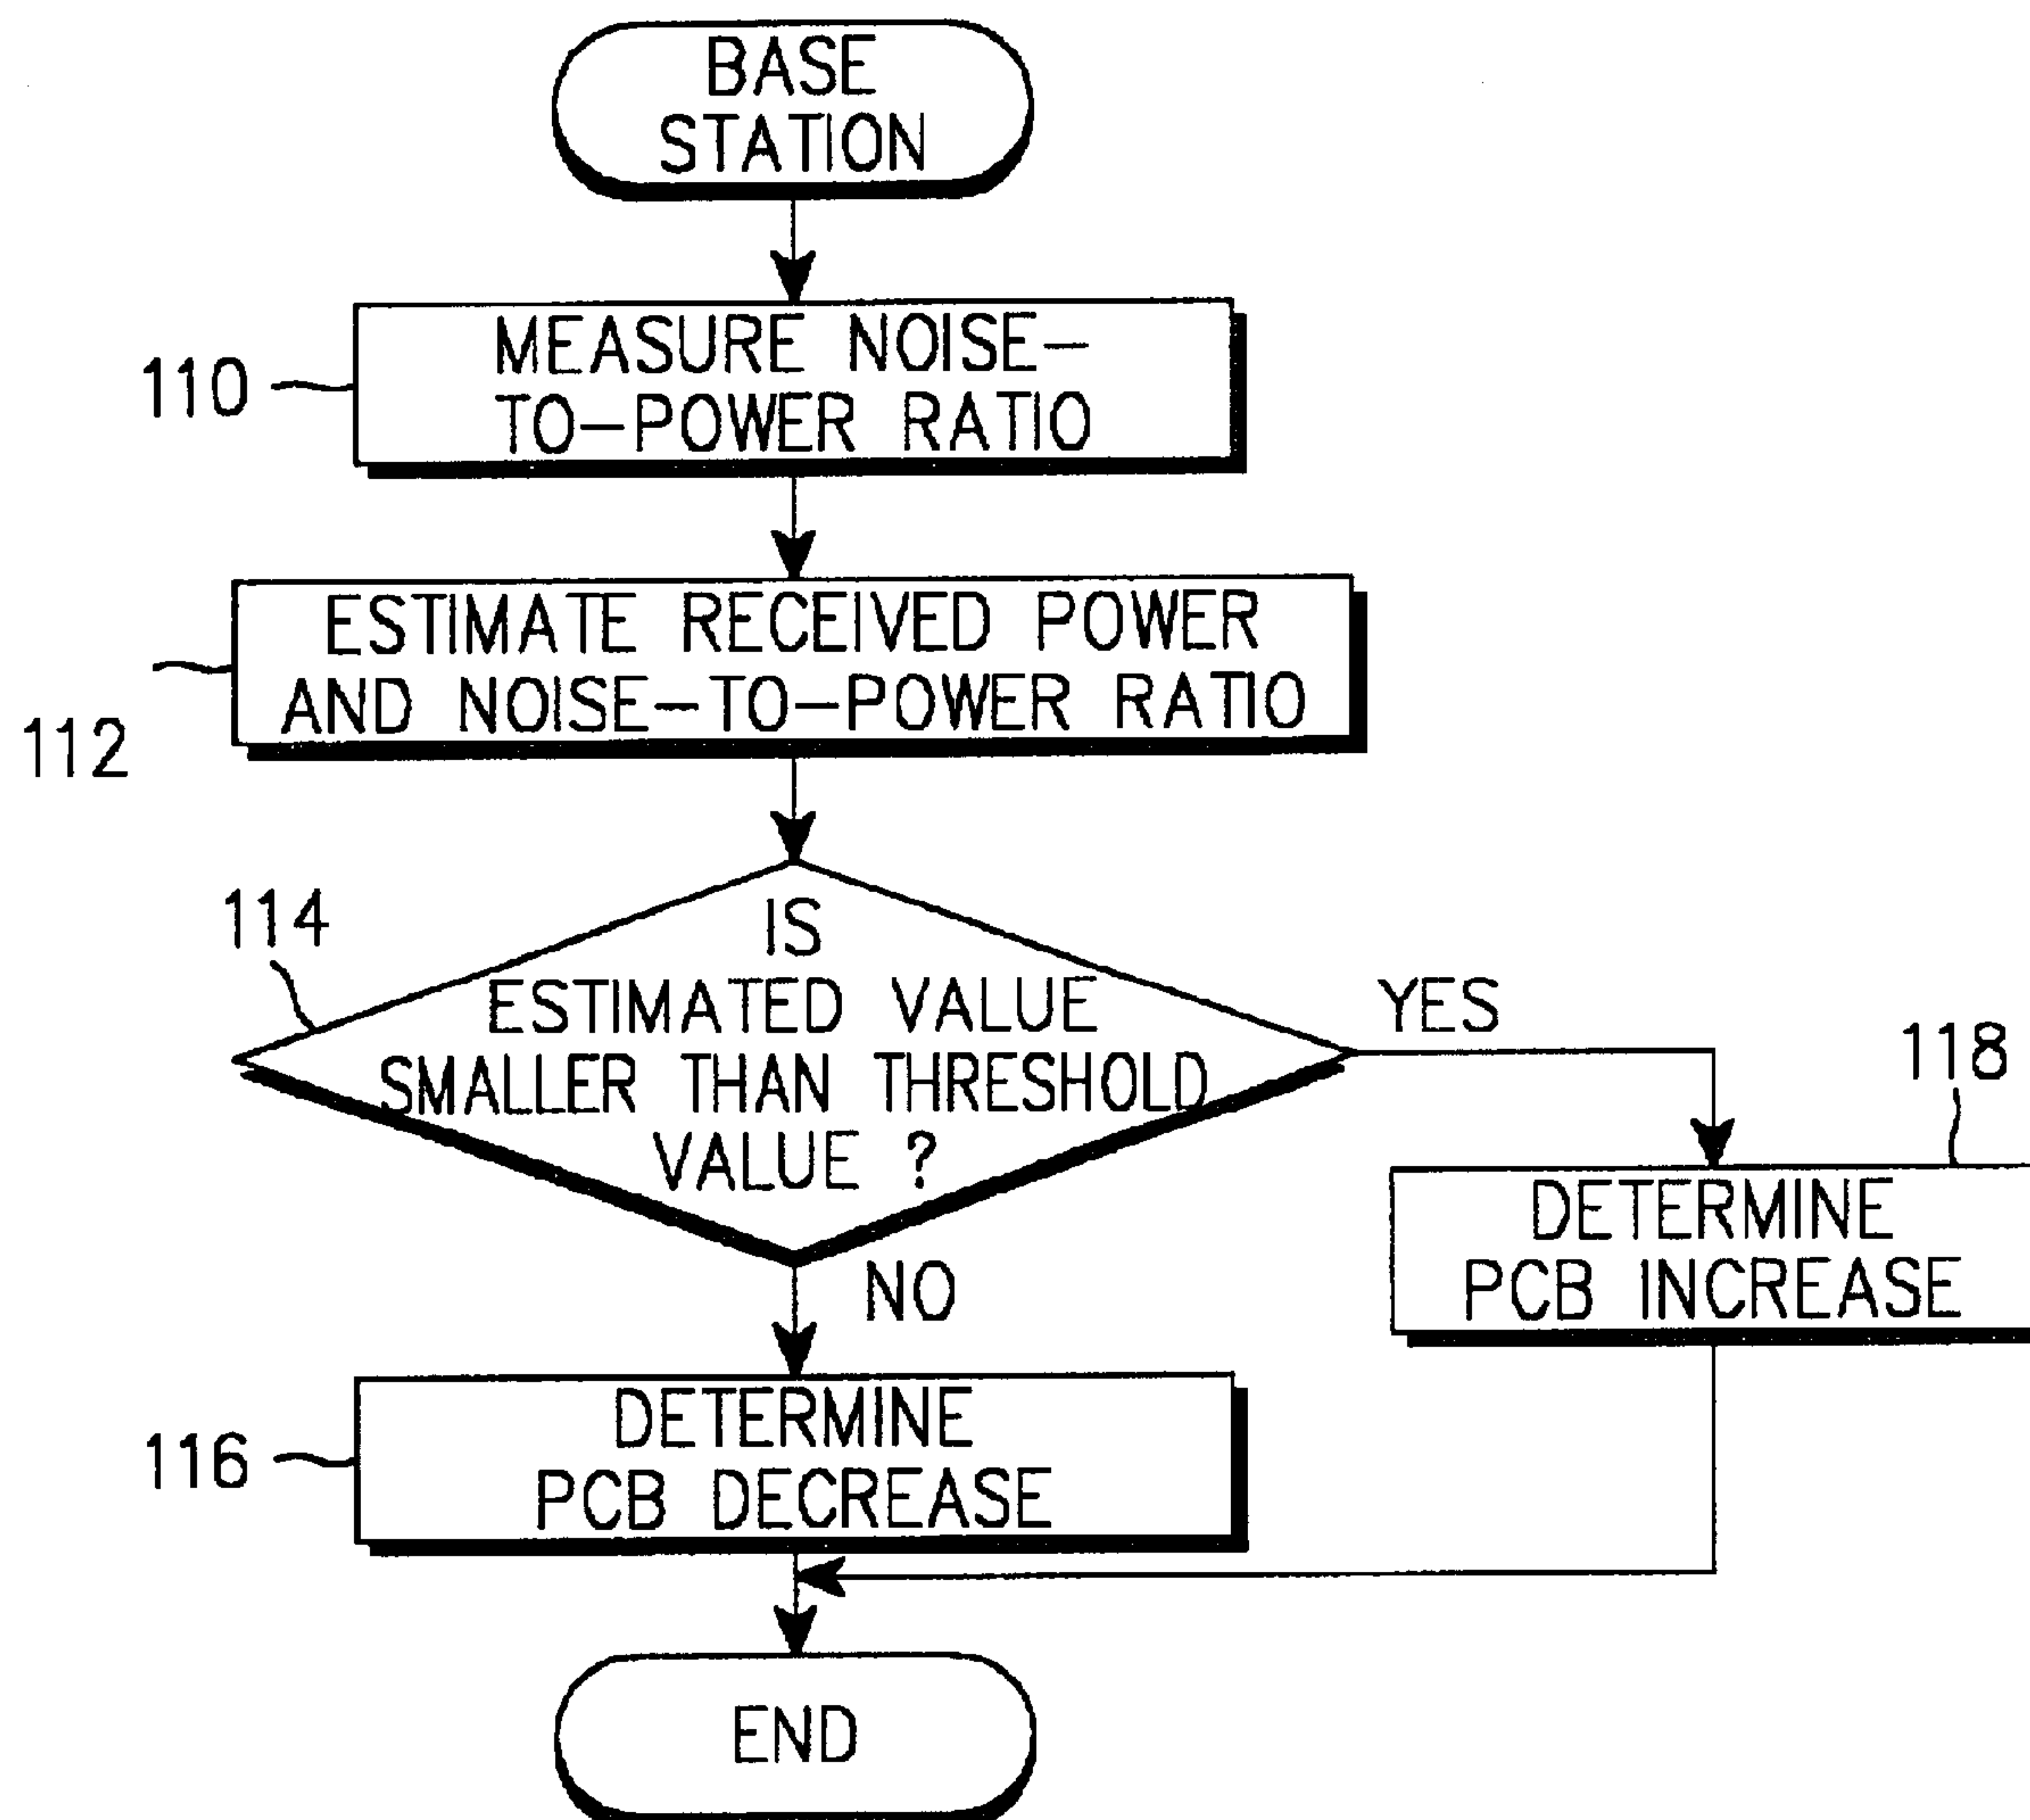 BASE
STATION
110
MEASURE NOISE-
TO-POWER RATIO
112
ESTIMATE RECEIVED POWER
AND NOISE-TO-POWER RATIO
114
IS
ESTIMATED VALUE
SMALLER THAN THRESHOLD
VALUE ?
YES
118
DETERMINE
PCB INCREASE
NO
116
DETERMINE
PCB DECREASE
END